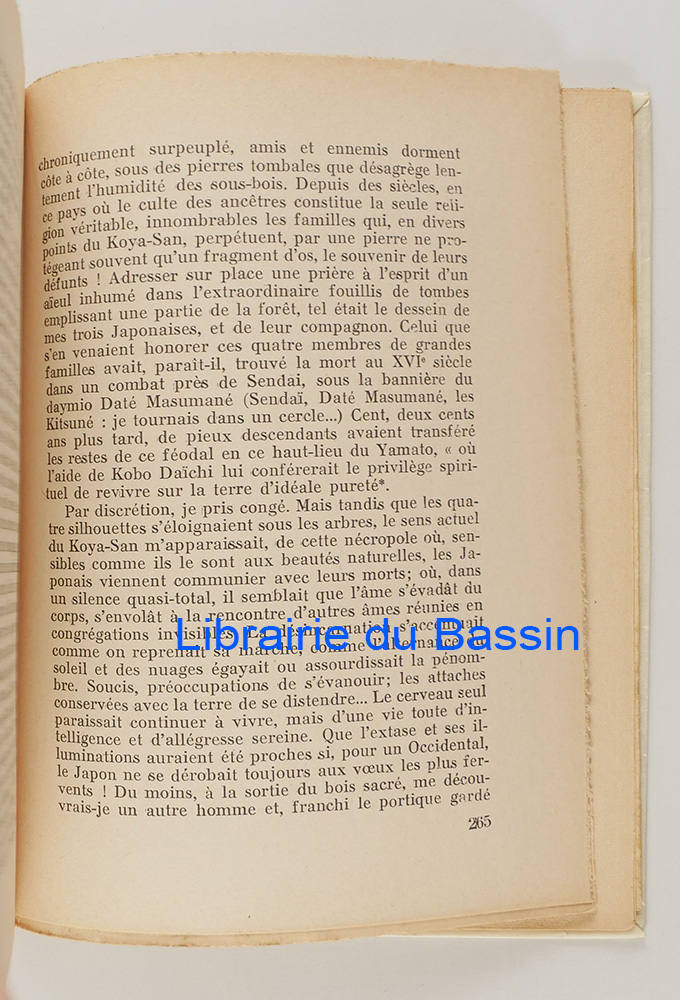 chroniquement surpeuplé, amis et ennemis dorment
côte à côte, sous des pierres tombales que désagrège len-
tement l'humidité des sous-bois. Depuis des siècles, en
ce pays où le culte des ancêtres constitue la seule reli-
gion véritable, innombrables les familles qui, en divers
points du Koya-San, perpétuent, par une pierre ne pro-
tégeant souvent qu'un fragment d'os, le souvenir de leurs
défunts ! Adresser sur place une prière à l'esprit d'un
aïeul inhumé dans l'extraordinaire fouillis de tombes
emplissant une partie de la forêt, tel était le dessein de
mes trois Japonaises, et de leur compagnon. Celui que
s'en venaient honorer ces quatre membres de grandes
familles avait, paraît-il, trouvé la mort au XVIe siècle
dans un combat près de Sendai, sous la bannière du
daymio Daté Masumané (Sendaï, Daté Masumané, les
Kitsuné : je tournais dans un cercle...) Cent, deux cents
ans plus tard, de pieux descendants avaient transféré
les restes de ce féodal en ce haut-lieu du Yamato, « où
l'aide de Kobo Daïchi lui conférerait le privilège spiri-
tuel de revivre sur la terre d'idéale pureté".
Par discrétion, je pris congé. Mais tandis que les qua-
tre silhouettes s'éloignaient sous les arbres, le sens actuel
du Koya-San m'apparaissait, de cette nécropole où, sen-
sibles comme ils le sont aux beautés naturelles, les Ja-
ponais viennent communier avec leurs morts; où, dans
un silence quasi-total, il semblait que l'âme s'évadât du
corps, s'envolât à la rencontre d'autres âmes réunies en
congrégations invisibles. La désincarnation s'accentuait
comme on reprenait sa marche, comme l'alternance du
soleil et des nuages égayait ou assourdissait la pénom-
bre. Soucis, préoccupations de s'évanouir; les attaches
conservées avec la terre de se distendre... Le cerveau seul
paraissait continuer à vivre, mais d'une vie toute d'in-
telligence et d'allégresse sereine. Que l'extase et ses il-
luminations auraient été proches si, pour un Occidental,
le Japon ne se dérobait toujours aux vœux les plus fer-
vents ! Du moins, à la sortie du bois sacré, me décou-
vrais-je un autre homme et, franchi le portique gardé
265
Librairie du Bassin